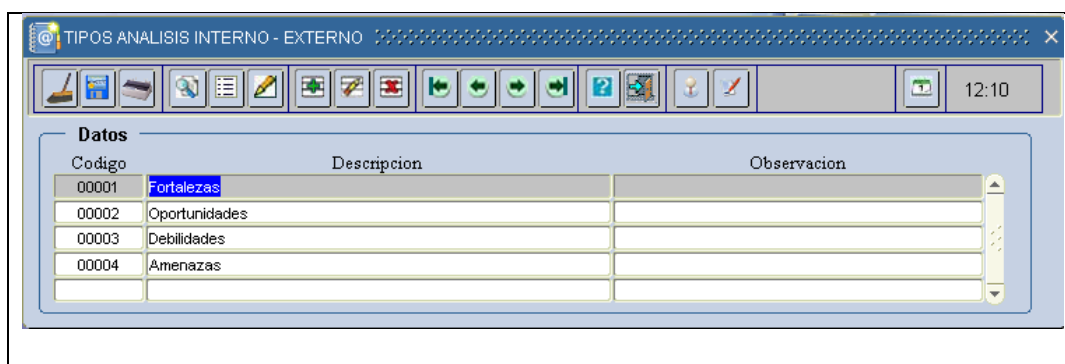 TIPOS ANALISIS INTERNO - EXTERNO
12:10
Datos
Codigo Descripcion Observacion
00001 Fortalezas
00002 Oportunidades
00003 Debilidades
00004 Amenazas